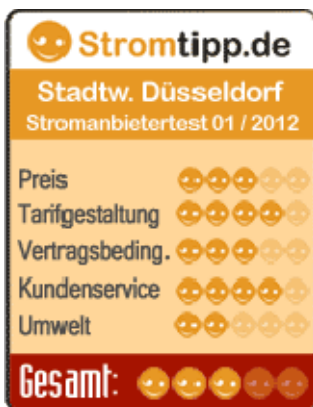 Stromtipp.de
Stadtw. Düsseldorf
Stromanbietertest 01 / 2012
Preis
Tarifgestaltung
Vertragsbeding.
Kundenservice
Umwelt
Gesamt: